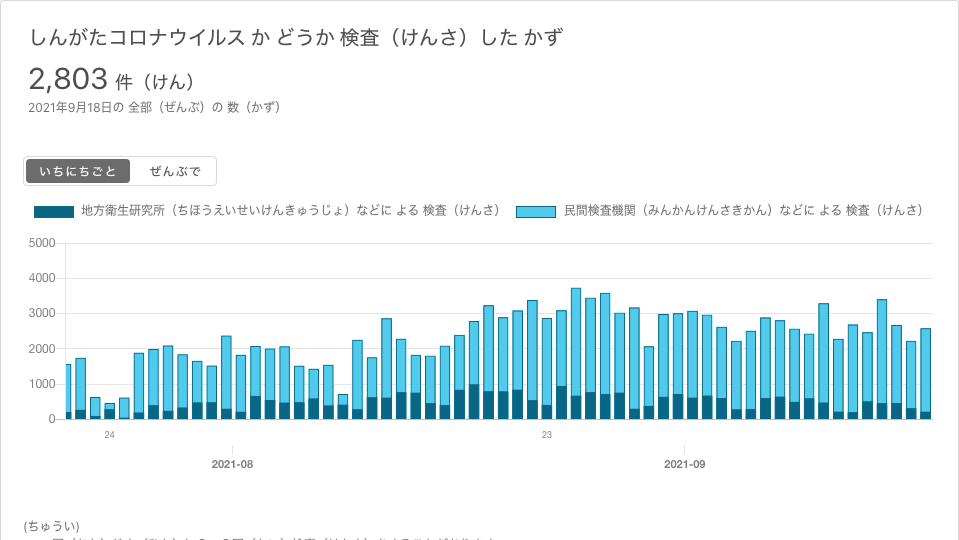 しんがたコロナウイルス か どうか 検査（けんさ）した かず
2,803 件（けん）
2021年9月18日の 全部（ぜんぶ）の 数（かず）
いちにちごと ぜんぶで
地方衛生研究所（ちほうえいせいけんきゅうじょ）などに よる 検査（けんさ） 民間検査機関（みんかんけんさきかん）などに よる 検査（けんさ）
5000
4000
3000
2000
1000
0
24 23
2021-08 2021-09
(ちゅうい)